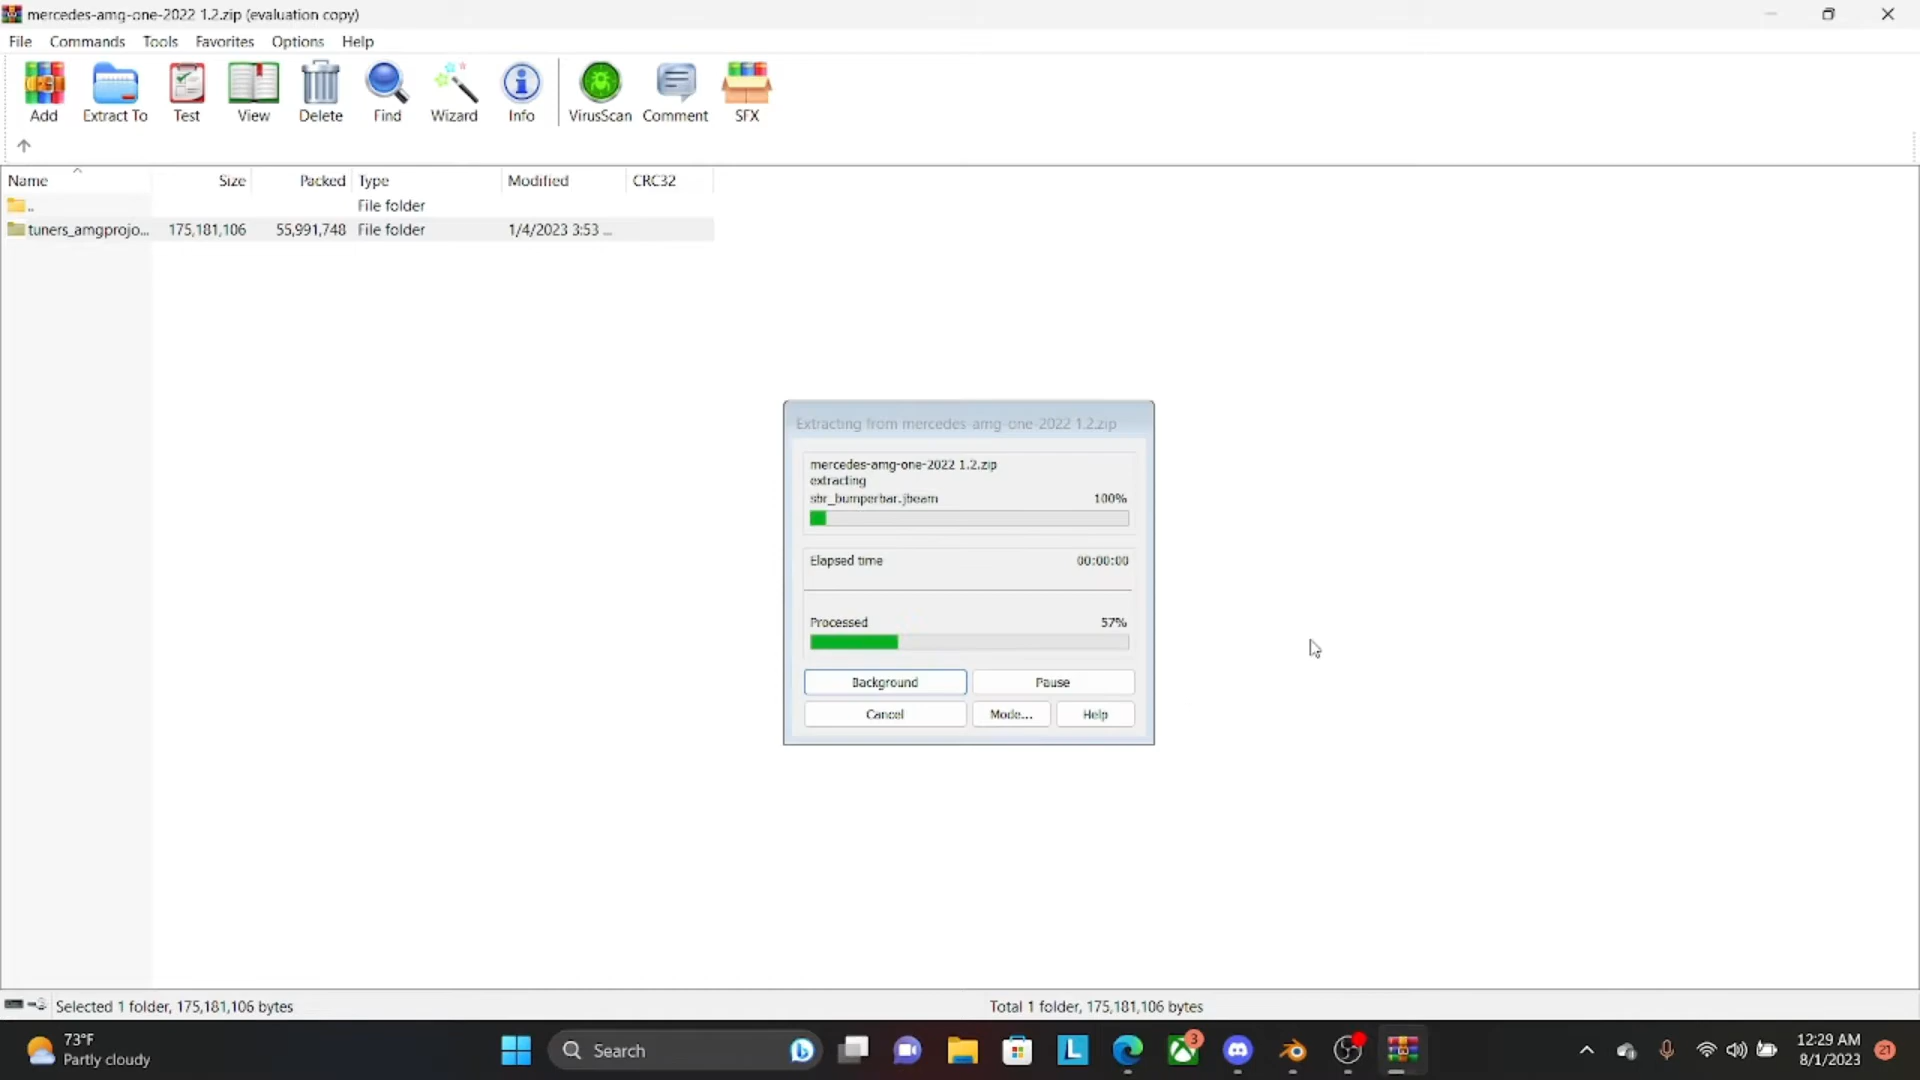 mercedes-amg-one-2022 1.2.zip (evaluation copy)
File Commands Tools Favorites Options Help
Add Extract To Test View Delete Find Wizard Info VirusScan Comment SFX
Name Size Packed Type Modified CRC32
.. File folder
tuners_amgprojo... 175,181,106 55,991,748 File folder 1/4/2023 3:53 ...
Extracting from mercedes-amg-one-2022 1.2.zip
mercedes-amg-one-2022 1.2.zip
extracting
sbr_bumperbar.jbeam 100%
Elapsed time 00:00:00
Processed 57%
Background Pause
Cancel Mode... Help
Selected 1 folder, 175,181,106 bytes Total 1 folder, 175,181,106 bytes
73°F
Partly cloudy
Search
L
3
12:29 AM
8/1/2023
21